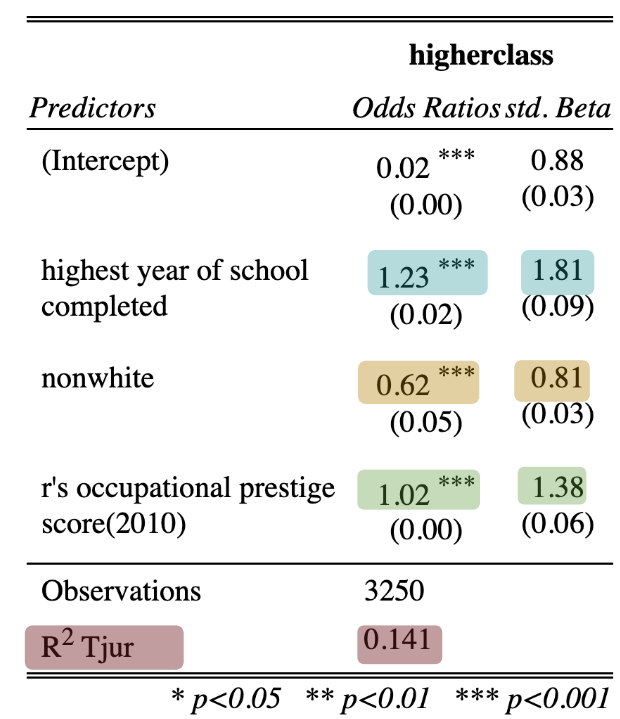 higherclass
Predictors Odds Ratios std. Beta
(Intercept) 0.02 *** 0.88
(0.00) (0.03)
highest year of school
completed 1.23 *** 1.81
(0.02) (0.09)
nonwhite 0.62 *** 0.81
(0.05) (0.03)
r's occupational prestige
score(2010) 1.02 *** 1.38
(0.00) (0.06)
Observations 3250
R² Tjur 0.141
* p<0.05 ** p<0.01 *** p<0.001